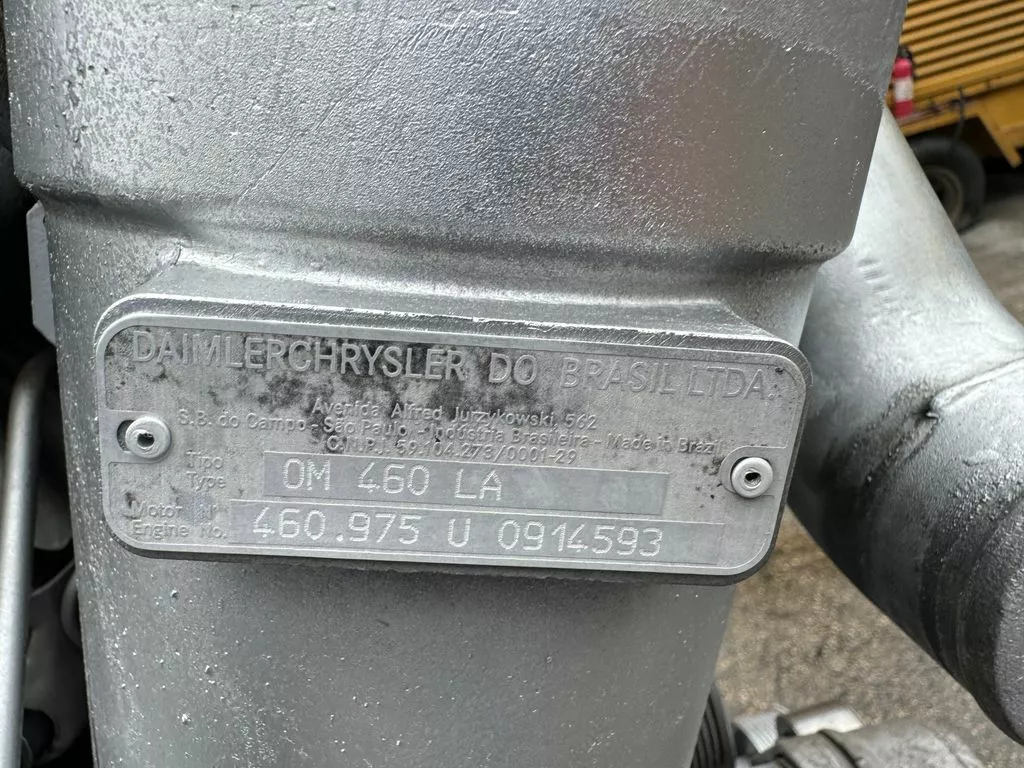 DAIMLERCHRYSLER DO BRASIL LTDA.
Avenida Alfred Jurzykowski, 562
S.B. do Campo - São Paulo - Indústria Brasileira - Made in Brazil
C.N.P.J. 59.104.273/0001-29
Tipo
Type OM 460 LA
Motor nº
Engine No. 460.975 U 0914593